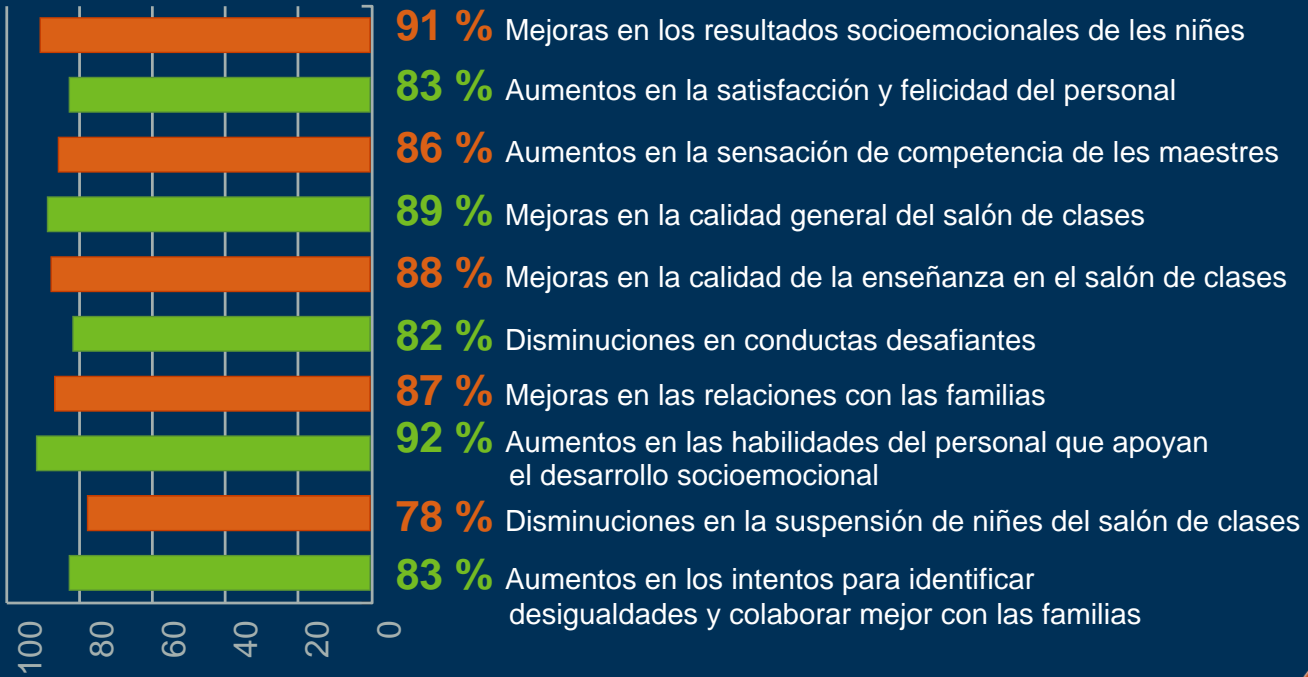 91 % Mejoras en los resultados socioemocionales de les niñes
83 % Aumentos en la satisfacción y felicidad del personal
86 % Aumentos en la sensación de competencia de les maestres
89 % Mejoras en la calidad general del salón de clases
88 % Mejoras en la calidad de la enseñanza en el salón de clases
82 % Disminuciones en conductas desafiantes
87 % Mejoras en las relaciones con las familias
92 % Aumentos en las habilidades del personal que apoyan
el desarrollo socioemocional
78 % Disminuciones en la suspensión de niñes del salón de clases
83 % Aumentos en los intentos para identificar
desigualdades y colaborar mejor con las familias
100 80 60 40 20 0